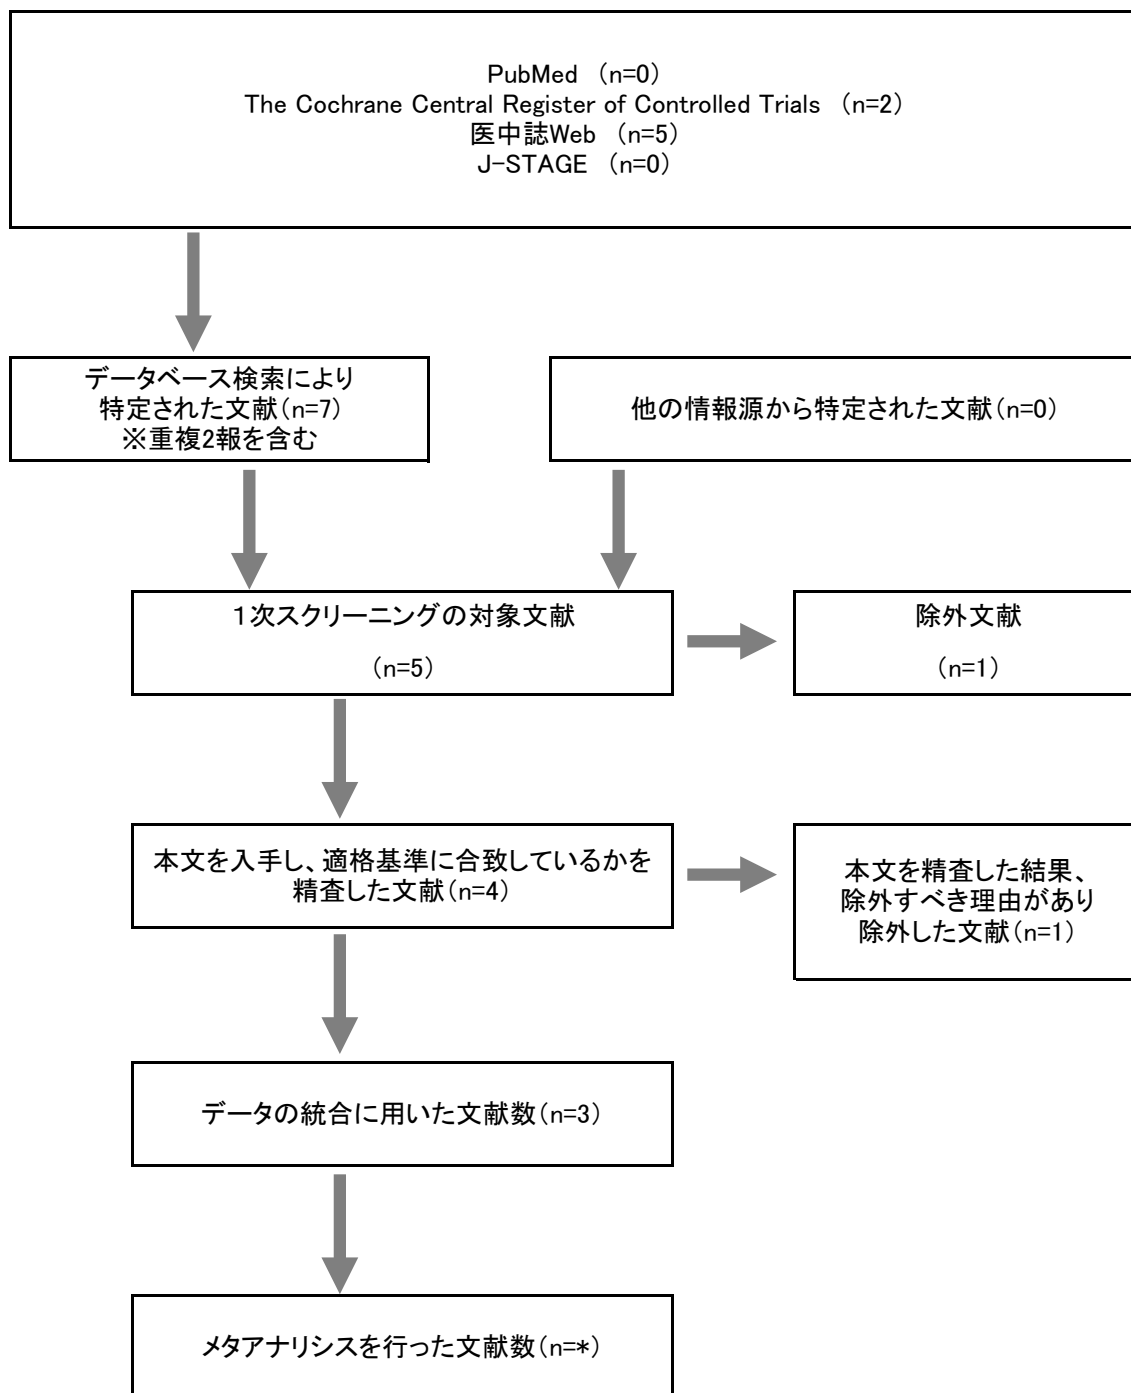 PubMed （n=0）
The Cochrane Central Register of Controlled Trials （n=2）
医中誌Web （n=5）
J-STAGE （n=0）
データベース検索により
特定された文献（n=7）
※重複2報を含む
他の情報源から特定された文献（n=0）
１次スクリーニングの対象文献
（n=5）
除外文献
（n=1）
本文を入手し、適格基準に合致しているかを
精査した文献（n=4）
本文を精査した結果、
除外すべき理由があり
除外した文献（n=1）
データの統合に用いた文献数（n=3）
メタアナリシスを行った文献数（n=*）